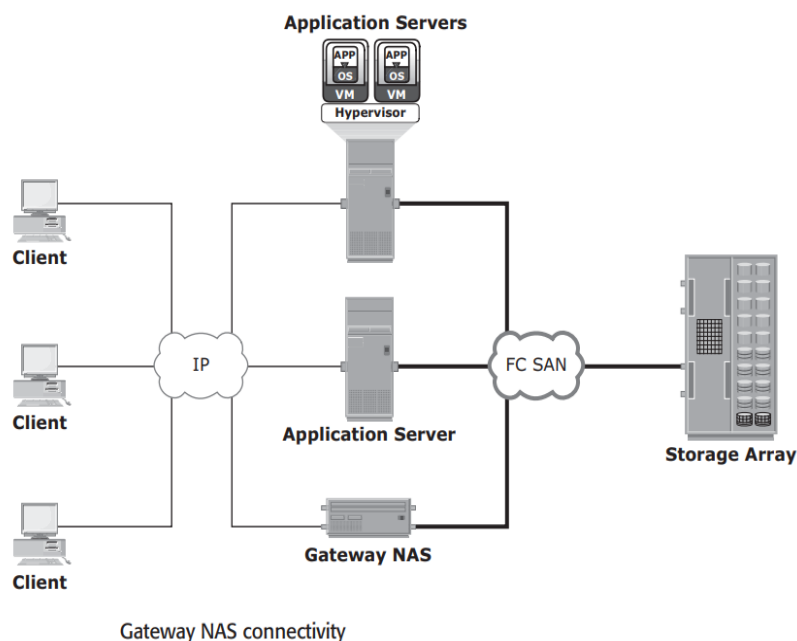 Application Servers
APP
APP
OS
OS
VM
VM
Hypervisor
Client
IP
FC SAN
Client
Application Server
Storage Array
Gateway NAS
Client
Gateway NAS connectivity